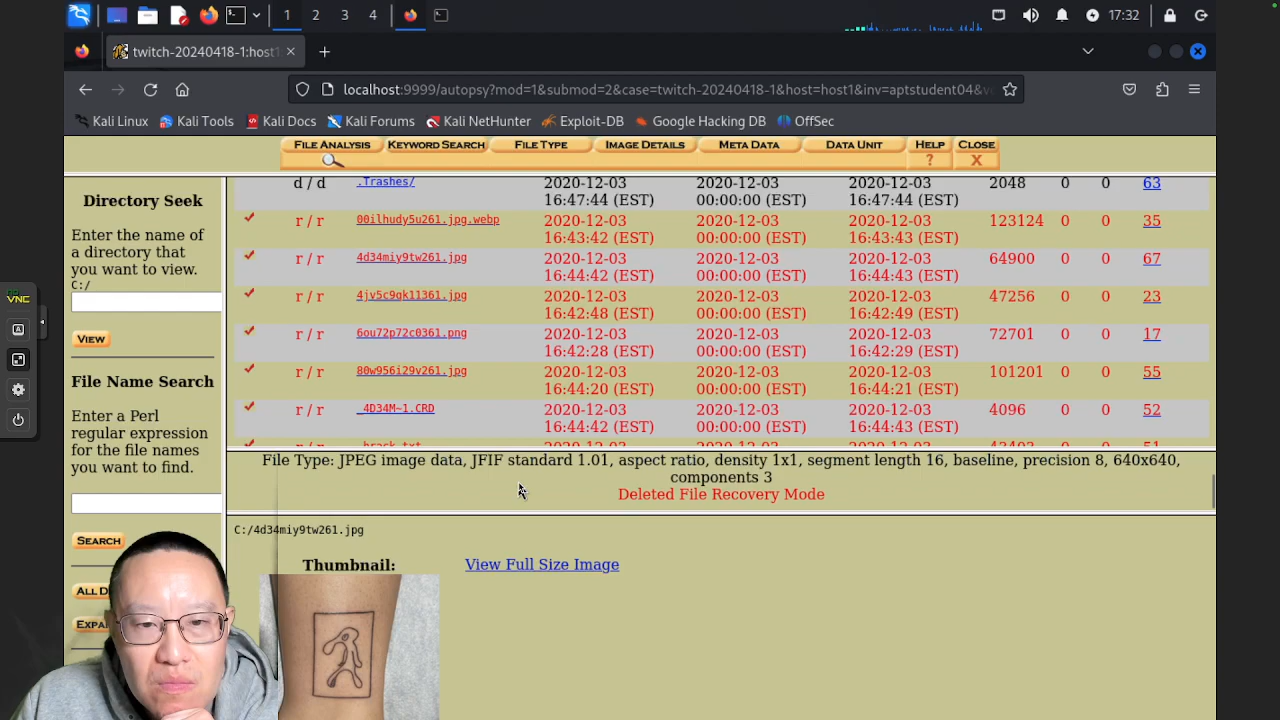 1 2 3 4 17:32
twitch-20240418-1:host1
localhost:9999/autopsy?mod=1&submod=2&case=twitch-20240418-1&host=host1&inv=aptstudent04&v
Kali Linux Kali Tools Kali Docs Kali Forums Kali NetHunter Exploit-DB Google Hacking DB OffSec
FILE ANALYSIS KEYWORD SEARCH FILE TYPE IMAGE DETAILS META DATA DATA UNIT HELP CLOSE
? X
Directory Seek
Enter the name of
a directory that
you want to view.
C:/
VIEW
File Name Search
Enter a Perl
regular expression
for the file names
you want to find.
SEARCH
ALL D
EXPA
noVNC
A
d / d .Trashes/ 2020-12-03 16:47:44 (EST) 2020-12-03 00:00:00 (EST) 2020-12-03 16:47:44 (EST) 2048 0 0 63
r / r 00ilhudy5u261.jpg.webp 2020-12-03 16:43:42 (EST) 2020-12-03 00:00:00 (EST) 2020-12-03 16:43:43 (EST) 123124 0 0 35
r / r 4d34miy9tw261.jpg 2020-12-03 16:44:42 (EST) 2020-12-03 00:00:00 (EST) 2020-12-03 16:44:43 (EST) 64900 0 0 67
r / r 4jv5c9qk11361.jpg 2020-12-03 16:42:48 (EST) 2020-12-03 00:00:00 (EST) 2020-12-03 16:42:49 (EST) 47256 0 0 23
r / r 6ou72p72c0361.png 2020-12-03 16:42:28 (EST) 2020-12-03 00:00:00 (EST) 2020-12-03 16:42:29 (EST) 72701 0 0 17
r / r 80w956i29v261.jpg 2020-12-03 16:44:20 (EST) 2020-12-03 00:00:00 (EST) 2020-12-03 16:44:21 (EST) 101201 0 0 55
r / r _4D34M~1.CRD 2020-12-03 16:44:42 (EST) 2020-12-03 00:00:00 (EST) 2020-12-03 16:44:43 (EST) 4096 0 0 52
File Type: JPEG image data, JFIF standard 1.01, aspect ratio, density 1x1, segment length 16, baseline, precision 8, 640x640,
components 3
Deleted File Recovery Mode
C:/4d34miy9tw261.jpg
Thumbnail: View Full Size Image